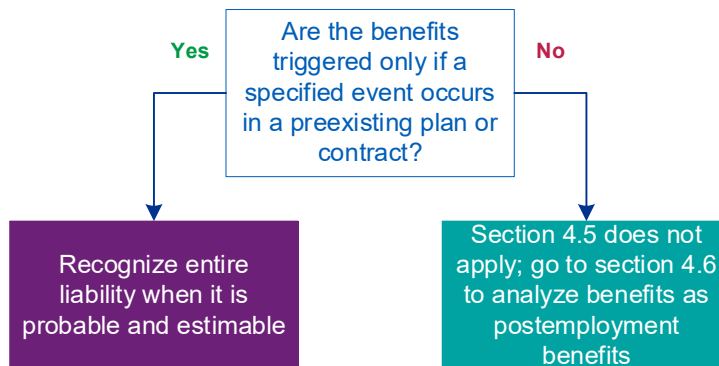 Are the benefits
Yes
triggered only if a
No
specified event occurs
in a preexisting plan or
contract?
Section 4.5 does not
Recognize entire
apply; go to section 4.6
liability when it is
to analyze benefits as
probable and estimable
postemployment
benefits